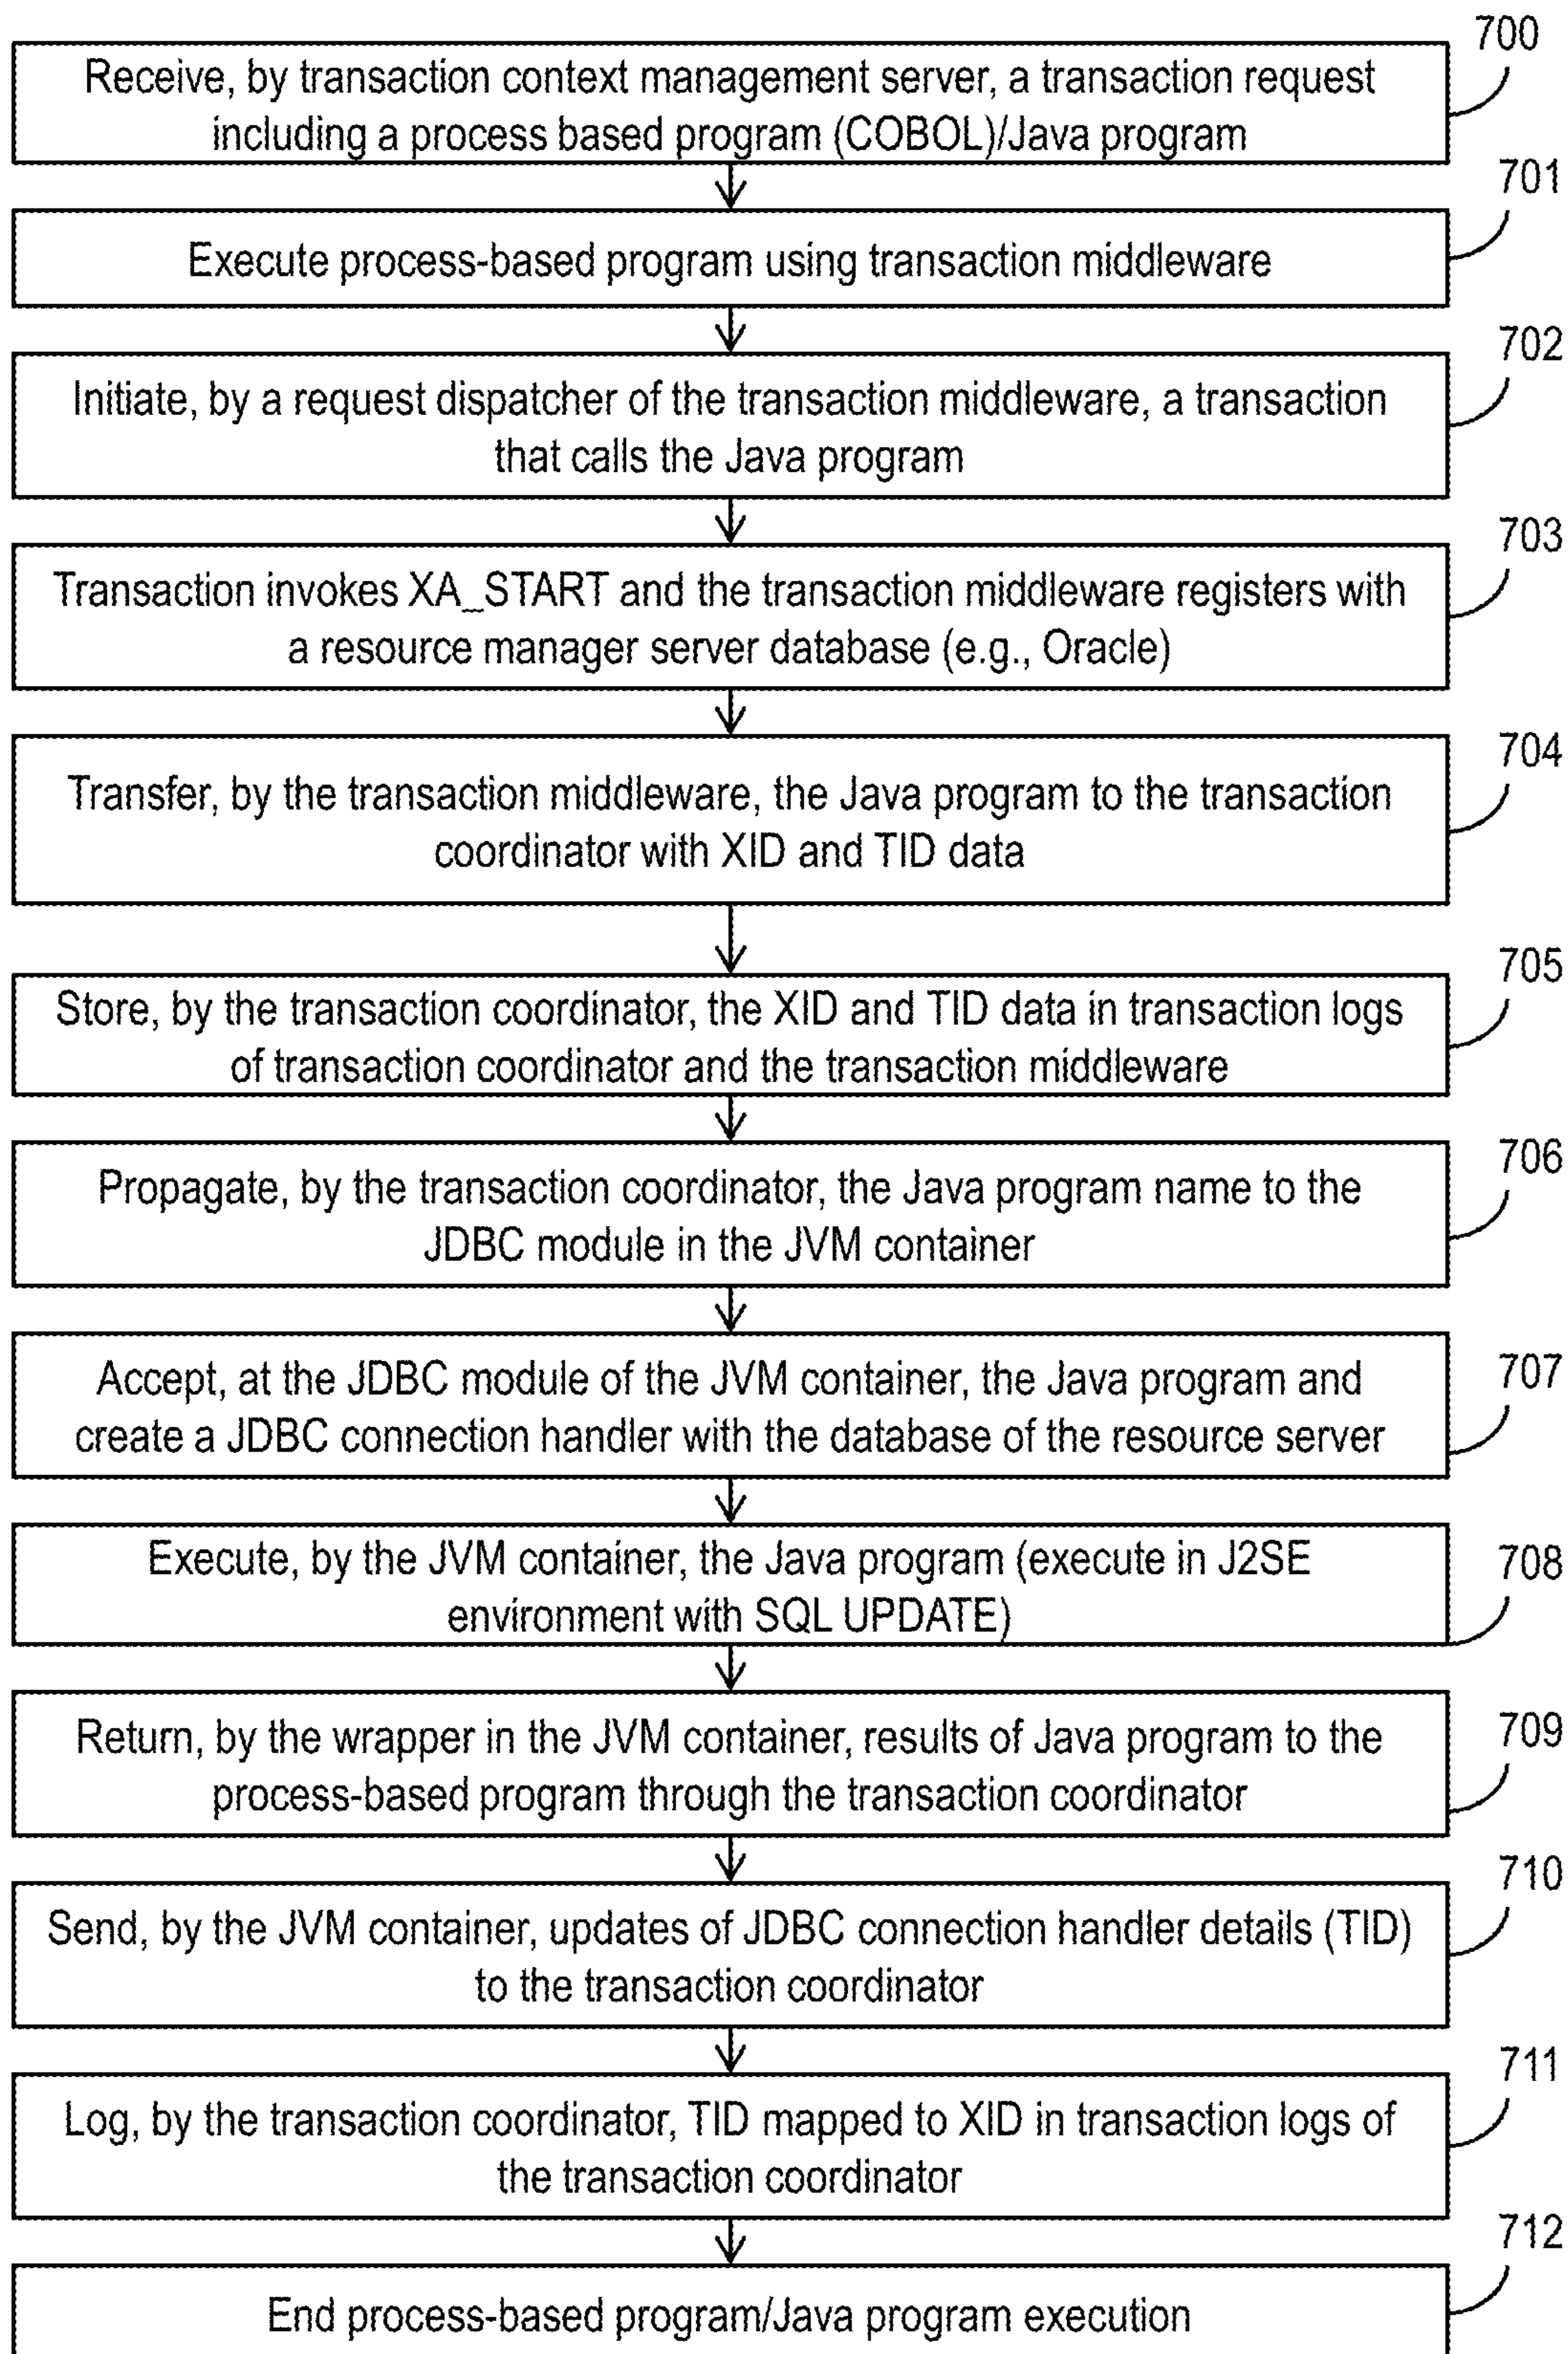 700
Receive, by transaction context management server, a transaction request
including a process based program (COBOL)/Java program
701
Execute process-based program using transaction middleware
702
Initiate, by a request dispatcher of the transaction middleware, a transaction
that calls the Java program
703
Transaction invokes XA_START and the transaction middleware registers with
a resource manager server database (e.g., Oracle)
704
Transfer, by the transaction middleware, the Java program to the transaction
coordinator with XID and TID data
705
Store, by the transaction coordinator, the XID and TID data in transaction logs
of transaction coordinator and the transaction middleware
706
Propagate, by the transaction coordinator, the Java program name to the
JDBC module in the JVM container
707
Accept, at the JDBC module of the JVM container, the Java program and
create a JDBC connection handler with the database of the resource server
708
Execute, by the JVM container, the Java program (execute in J2SE
environment with SQL UPDATE)
709
Return, by the wrapper in the JVM container, results of Java program to the
process-based program through the transaction coordinator
710
Send, by the JVM container, updates of JDBC connection handler details (TID)
to the transaction coordinator
711
Log, by the transaction coordinator, TID mapped to XID in transaction logs of
the transaction coordinator
712
End process-based program/Java program execution